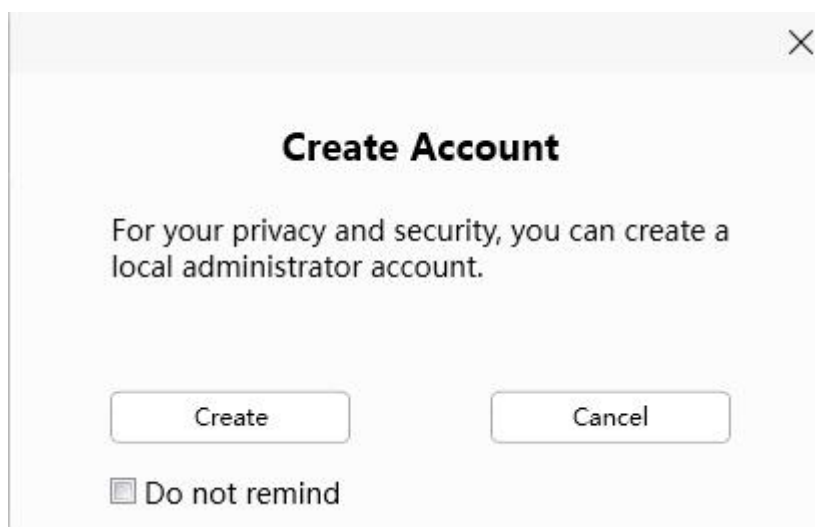 Create Account
For your privacy and security, you can create a
local administrator account.
Create
Cancel
Do not remind